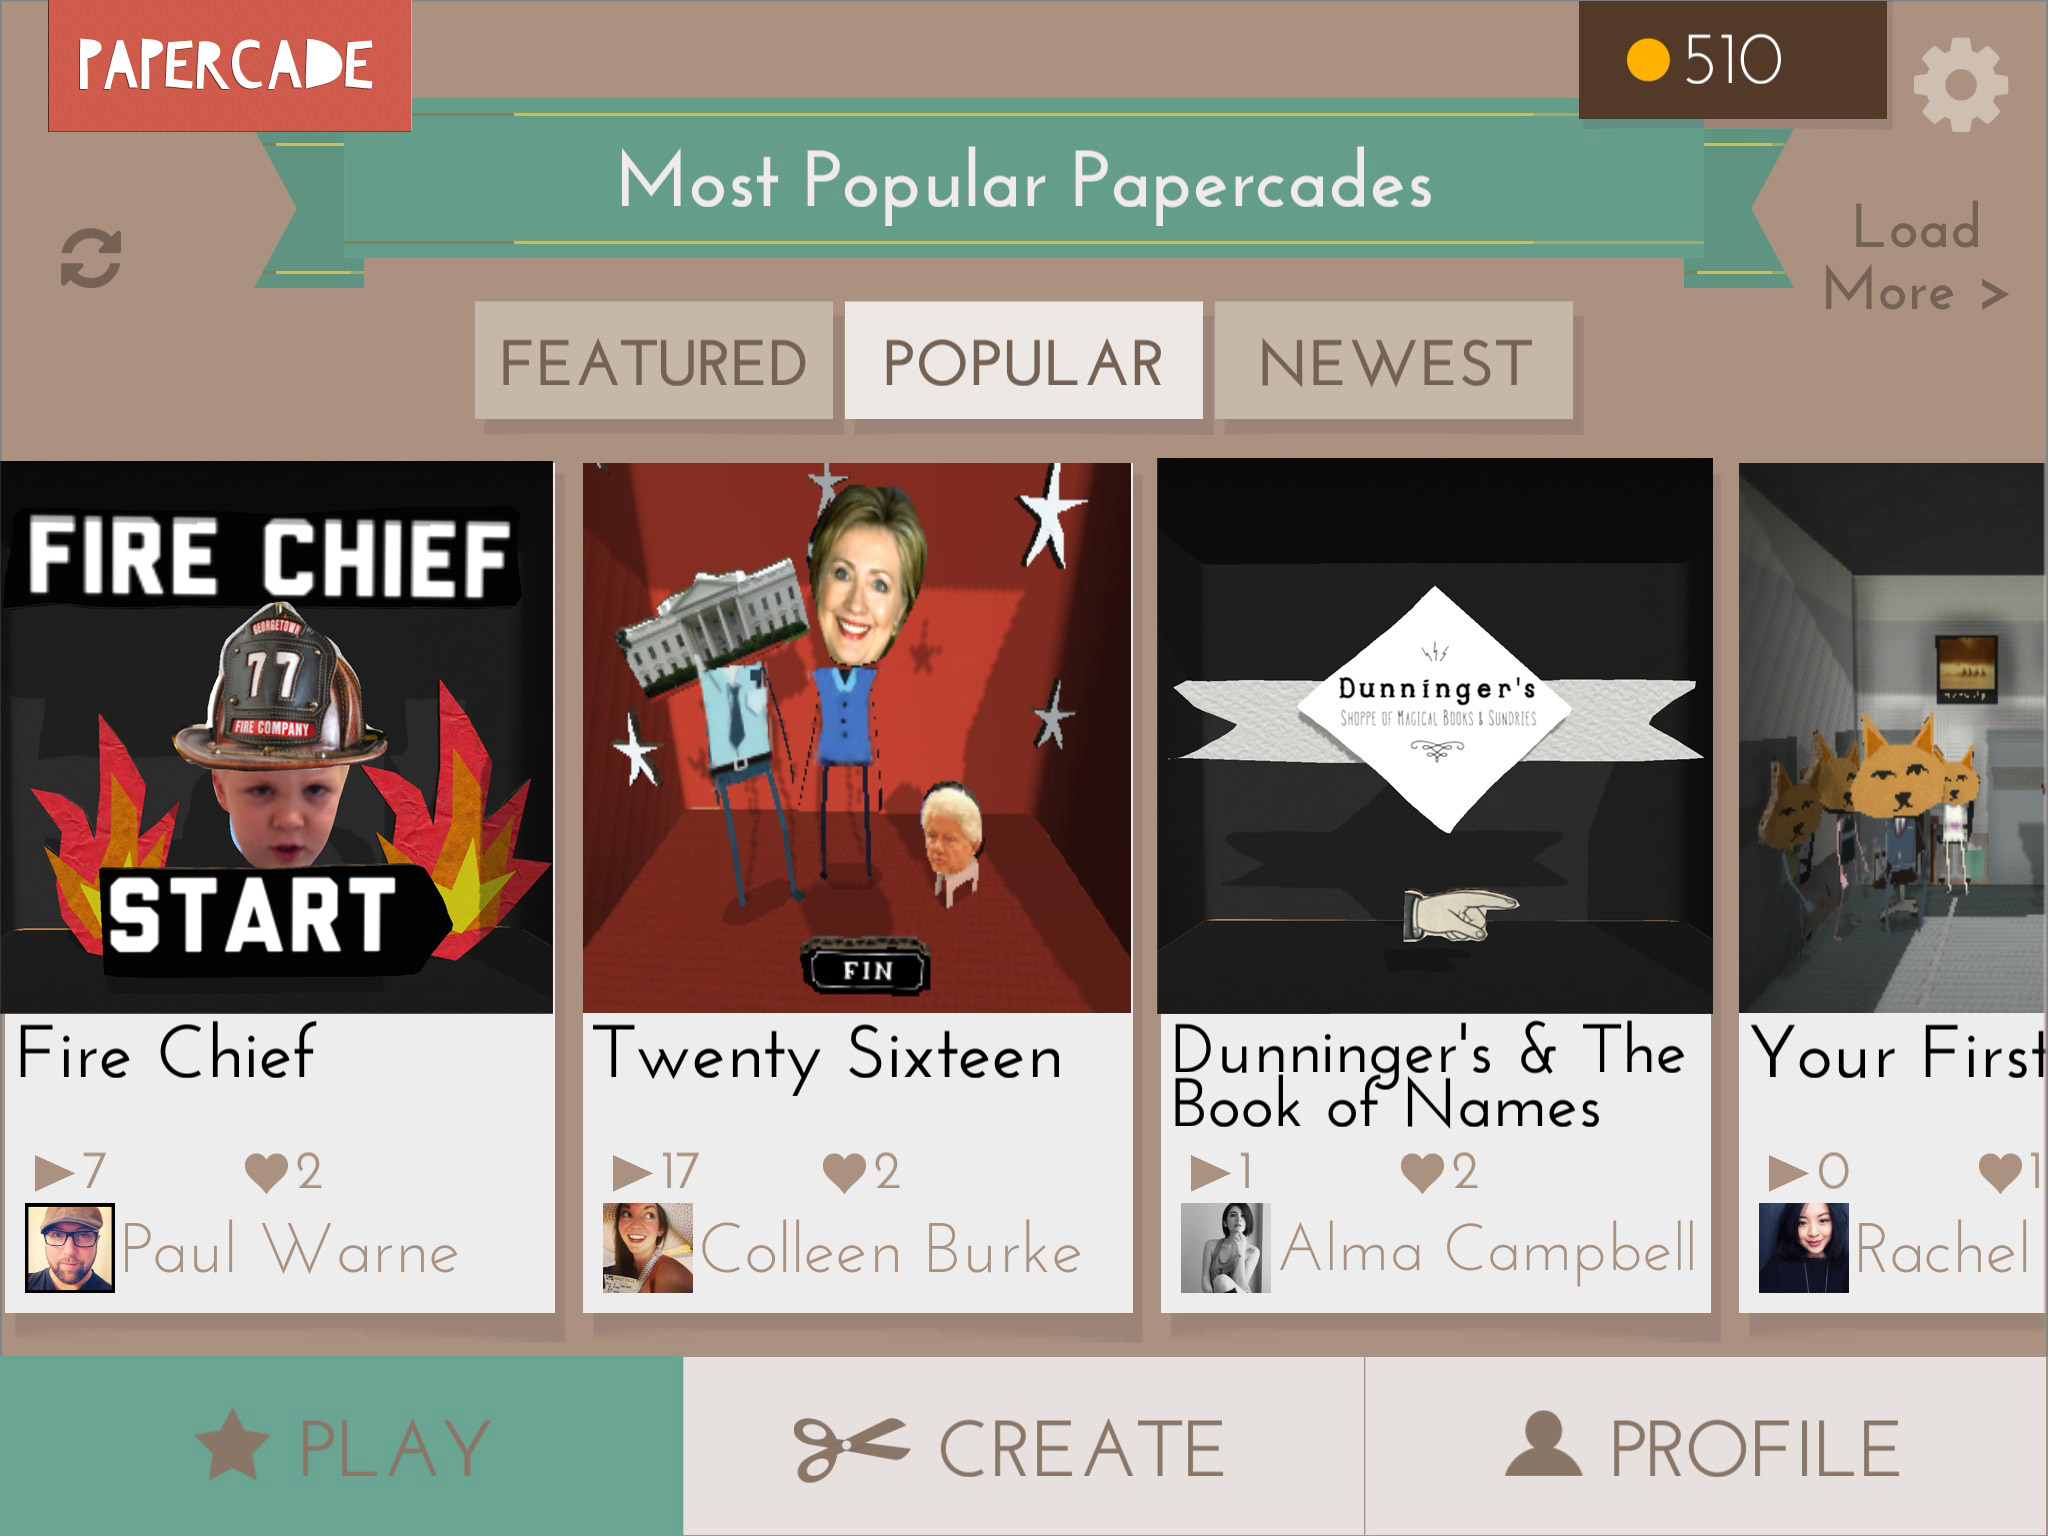 PAPERCADE
510
Most Popular Papercades
Load
More >
FEATURED
POPULAR
NEWEST
FIRE CHIEF
GEORGETOWN
77
FIRE COMPANY
START
FIN
Dunninger's
SHOPPE OF MAGICAL BOOKS & SUNDRIES
Fire Chief
7
2
Paul Warne
Twenty Sixteen
17
2
Colleen Burke
Dunninger's & The
Book of Names
1
2
Alma Campbell
Your First
0
1
Rachel
PLAY
CREATE
PROFILE